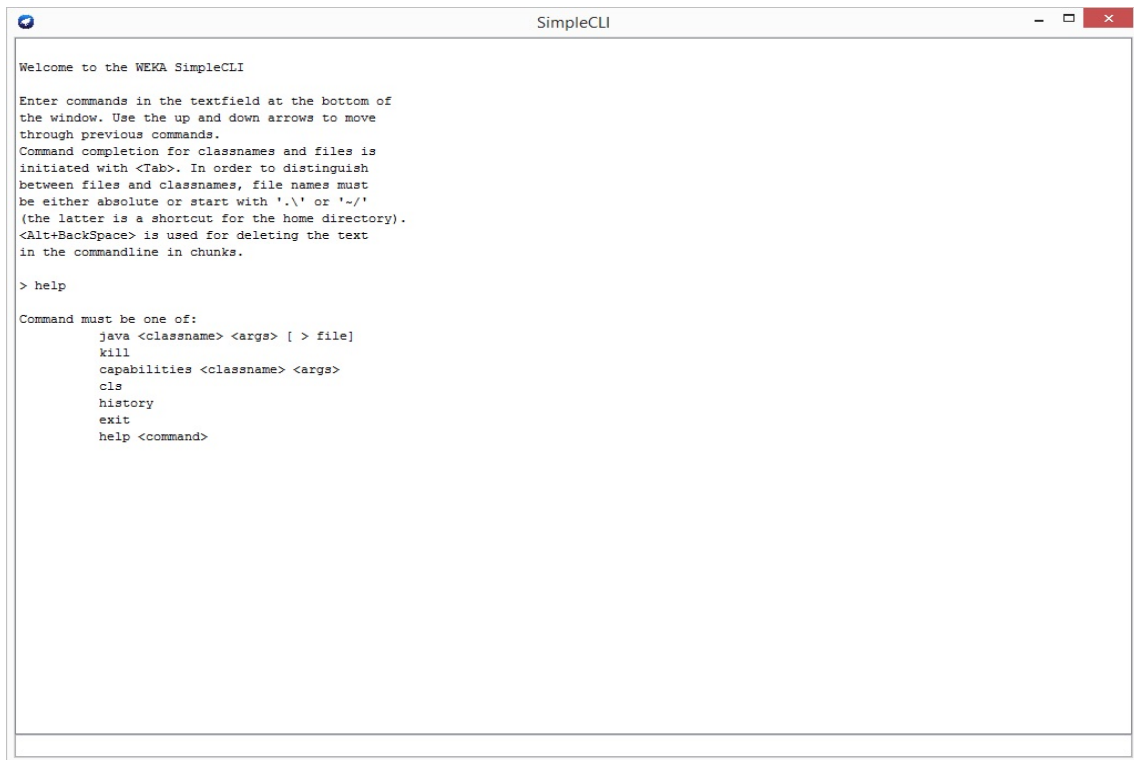 SimpleCLI
Welcome to the WEKA SimpleCLI
Enter commands in the textfield at the bottom of
the window. Use the up and down arrows to move
through previous commands.
Command completion for classnames and files is
initiated with <Tab>. In order to distinguish
between files and classnames, file names must
be either absolute or start with '.\' or '~/'
(the latter is a shortcut for the home directory).
<Alt+BackSpace> is used for deleting the text
in the commandline in chunks.
> help
Command must be one of:
java <classname> <args> [ > file]
kill
capabilities <classname> <args>
cls
history
exit
help <command>